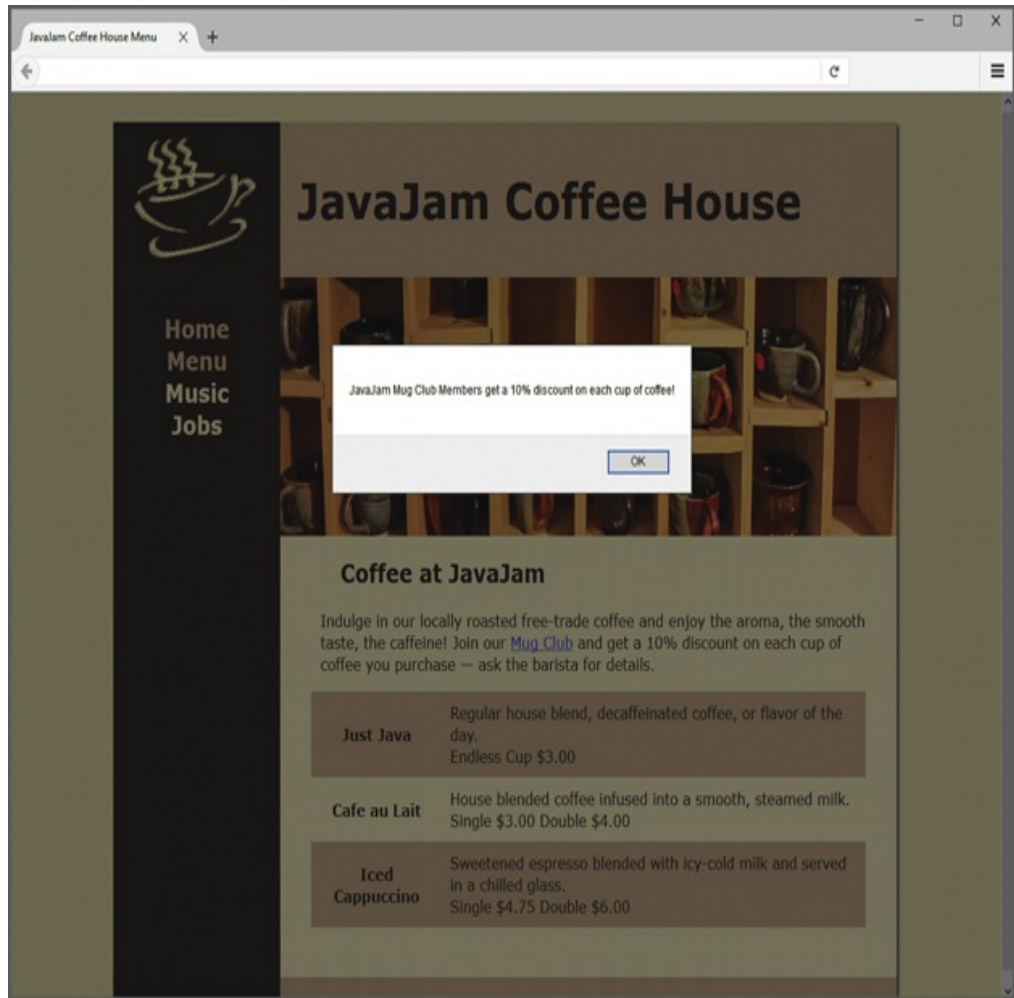 JavaJam Coffee House Menu
JavaJam Coffee House
Home
Menu
Music
Jobs
JavaJam Mug Club Members get a 10% discount on each cup of coffee!
OK
Coffee at JavaJam
Indulge in our locally roasted free-trade coffee and enjoy the aroma, the smooth
taste, the caffeine! Join our Mug Club and get a 10% discount on each cup of
coffee you purchase — ask the barista for details.
Just Java
Regular house blend, decaffeinated coffee, or flavor of the
day.
Endless Cup $3.00
Cafe au Lait
House blended coffee infused into a smooth, steamed milk.
Single $3.00 Double $4.00
Iced
Cappuccino
Sweetened espresso blended with icy-cold milk and served
in a chilled glass.
Single $4.75 Double $6.00